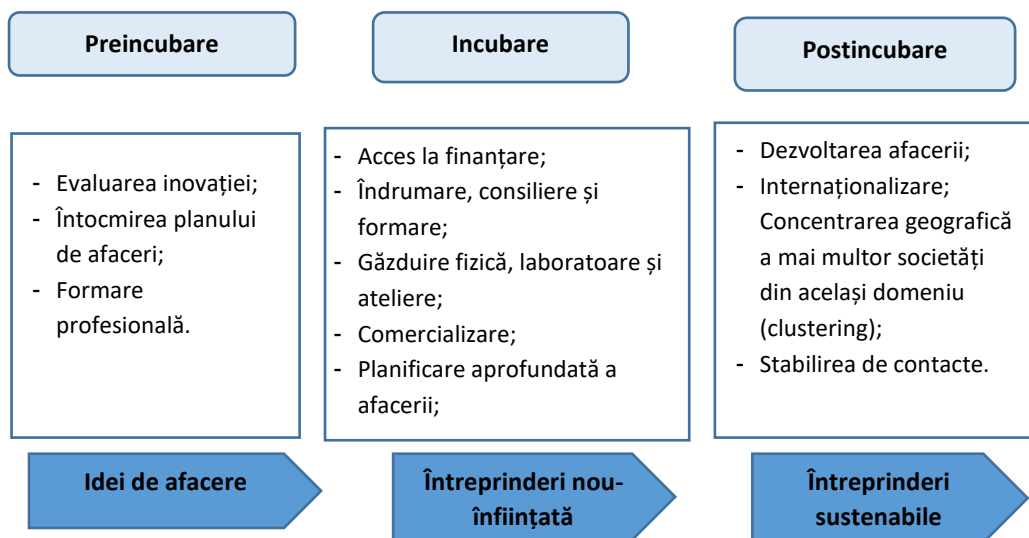 Preincubare
Incubare
Postincubare
- Evaluarea inovației;
- Întocmirea planului
de afaceri;
- Formare
profesională.
- Acces la finanțare;
- Îndrumare, consiliere și
formare;
- Găzduire fizică, laboratoare și
ateliere;
- Comercializare;
- Planificare aprofundată a
afacerii;
- Dezvoltarea afacerii;
- Internaționalizare;
Concentrarea geografică
a mai multor societăți
din același domeniu
(clustering);
- Stabilirea de contacte.
Idei de afacere
Întreprinderi nou-
înființată
Întreprinderi
sustenabile